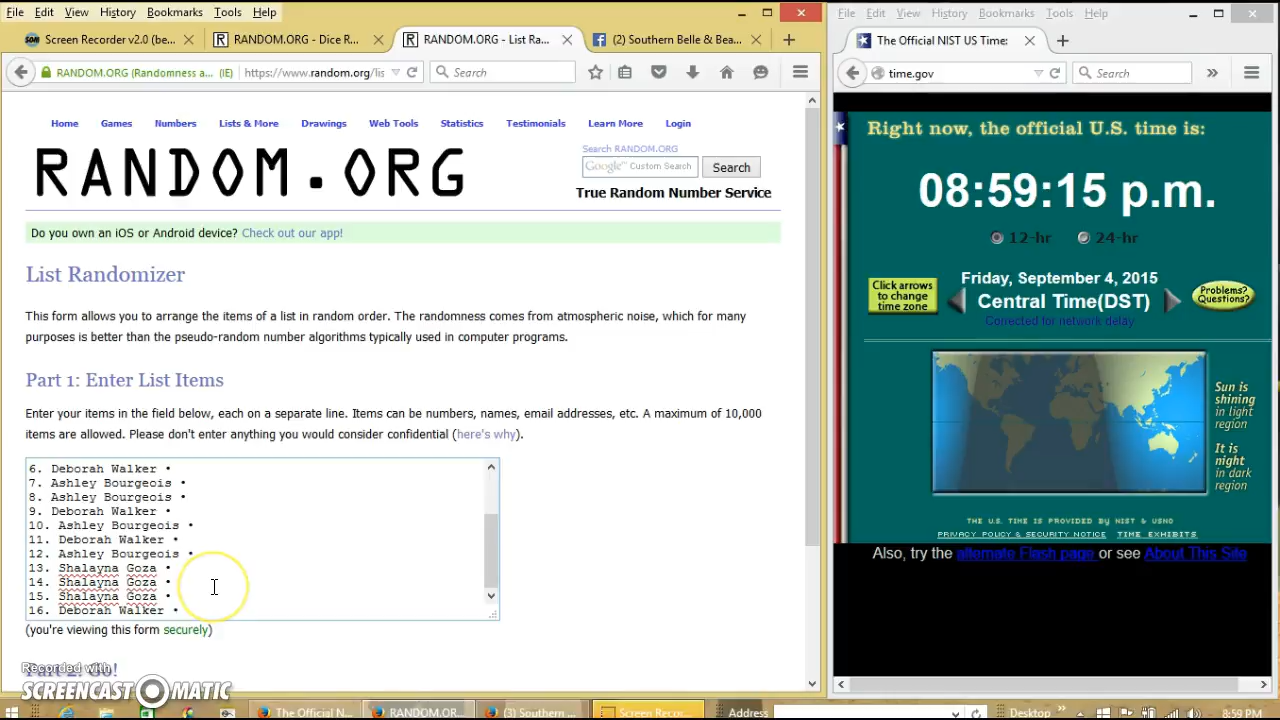 File Edit View History Bookmarks Tools Help
Screen Recorder v2.0 (be...
RANDOM.ORG - Dice R...
RANDOM.ORG - List Ra...
(2) Southern Belle & Bea...
RANDOM.ORG (Randomness a... (IE)
https://www.random.org/lis
Search
Home Games Numbers Lists & More Drawings Web Tools Statistics Testimonials Learn More Login
RANDOM.ORG
Search RANDOM.ORG
Google™ Custom Search
Search
True Random Number Service
Do you own an iOS or Android device? Check out our app!
List Randomizer
This form allows you to arrange the items of a list in random order. The randomness comes from atmospheric noise, which for many
purposes is better than the pseudo-random number algorithms typically used in computer programs.
Part 1: Enter List Items
Enter your items in the field below, each on a separate line. Items can be numbers, names, email addresses, etc. A maximum of 10,000
items are allowed. Please don't enter anything you would consider confidential (here's why).
6. Deborah Walker •
7. Ashley Bourgeois •
8. Ashley Bourgeois •
9. Deborah Walker •
10. Ashley Bourgeois •
11. Deborah Walker •
12. Ashley Bourgeois •
13. Shalayna Goza •
14. Shalayna Goza •
15. Shalayna Goza •
16. Deborah Walker •
(you're viewing this form securely)
Part 2: Go!
Recorded with
SCREENCAST MATIC
File Edit View History Bookmarks Tools Help
The Official NIST US Time:
time.gov
Search
Right now, the official U.S. time is:
08:59:15 p.m.
12-hr 24-hr
Click arrows
to change
time zone
Friday, September 4, 2015
Central Time(DST)
Corrected for network delay
Problems?
Questions?
Sun is
shining
in light
region
It is
night
in dark
region
THE U.S. TIME IS PROVIDED BY NIST & USNO
PRIVACY POLICY & SECURITY NOTICE TIME EXHIBITS
Also, try the alternate Flash page or see About This Site
The Official N...
RANDOM.OR...
(3) Southern ...
Screen Recor...
Address
Desktop
8:59 PM